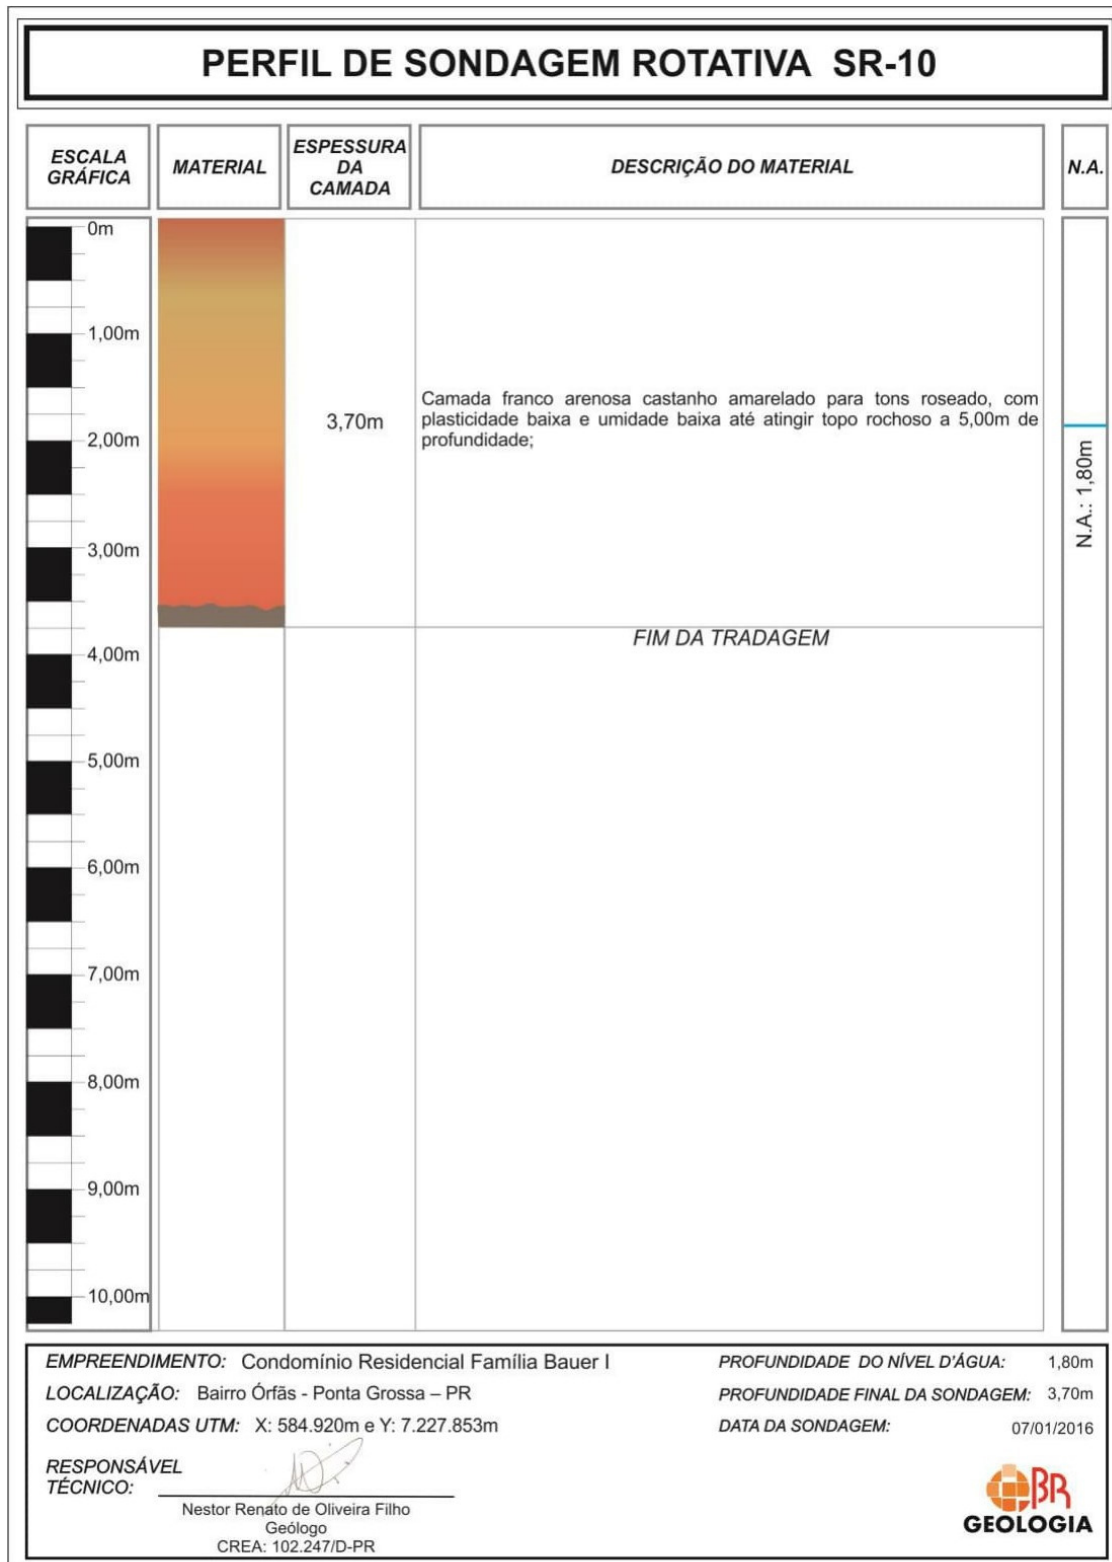 PERFIL DE SONDAGEM ROTATIVA SR-10
ESCALA
GRÁFICA
MATERIAL
ESPESSURA
DA
CAMADA
DESCRIÇÃO DO MATERIAL
N.A.
0m
1,00m
2,00m
3,00m
4,00m
5,00m
6,00m
7,00m
8,00m
9,00m
10,00m
3,70m
Camada franco arenosa castanho amarelado para tons roseado, com
plasticidade baixa e umidade baixa até atingir topo rochoso a 5,00m de
profundidade;
FIM DA TRADAGEM
N.A.: 1,80m
EMPREENDIMENTO: Condomínio Residencial Família Bauer I
LOCALIZAÇÃO: Bairro Órfãs - Ponta Grossa – PR
COORDENADAS UTM: X: 584.920m e Y: 7.227.853m
RESPONSÁVEL
TÉCNICO:
Nestor Renato de Oliveira Filho
Geólogo
CREA: 102.247/D-PR
PROFUNDIDADE DO NÍVEL D'ÁGUA: 1,80m
PROFUNDIDADE FINAL DA SONDAGEM: 3,70m
DATA DA SONDAGEM: 07/01/2016
BR
GEOLOGIA